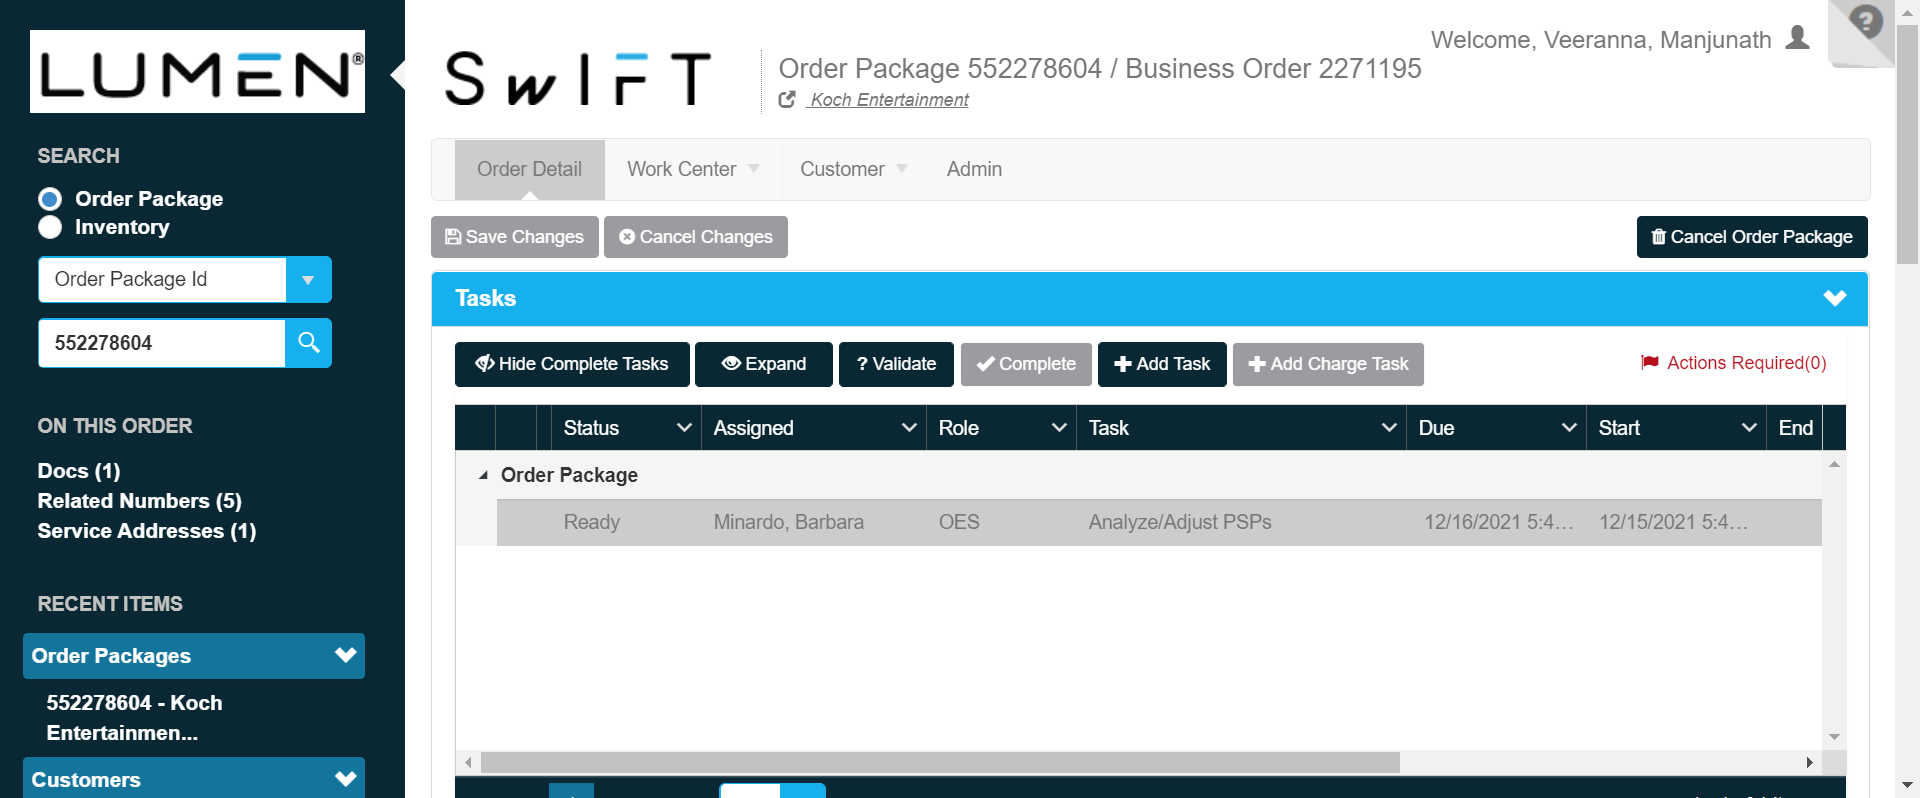 LUMEN®
SEARCH
Order Package
Inventory
Order Package Id
552278604
ON THIS ORDER
Docs (1)
Related Numbers (5)
Service Addresses (1)
RECENT ITEMS
Order Packages
552278604 - Koch
Entertainmen...
Customers
SwIFT
Order Package 552278604 / Business Order 2271195
Koch Entertainment
Welcome, Veeranna, Manjunath
?
Order Detail Work Center Customer Admin
Save Changes Cancel Changes Cancel Order Package
Tasks
Hide Complete Tasks Expand ? Validate Complete Add Task Add Charge Task Actions Required(0)
Status Assigned Role Task Due Start End
Order Package
Ready Minardo, Barbara OES Analyze/Adjust PSPs 12/16/2021 5:4... 12/15/2021 5:4...